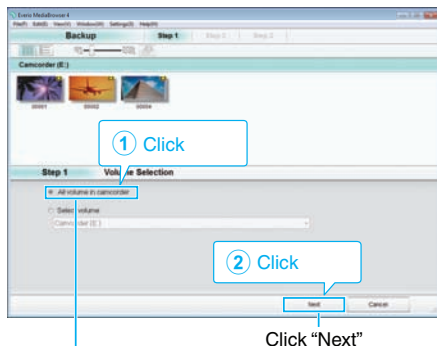 Everio MediaBrowser 4
File(F) Edit(E) View(V) Window(W) Settings(S) Help(H)
Backup Step 1 Step 2 Step 3
Camcorder (E:)
00001 00002 00004
① Click
Step 1 Volume Selection
All volume in camcorder
Select volume
Camcorder (E:)
② Click
Next Cancel
Click “Next”